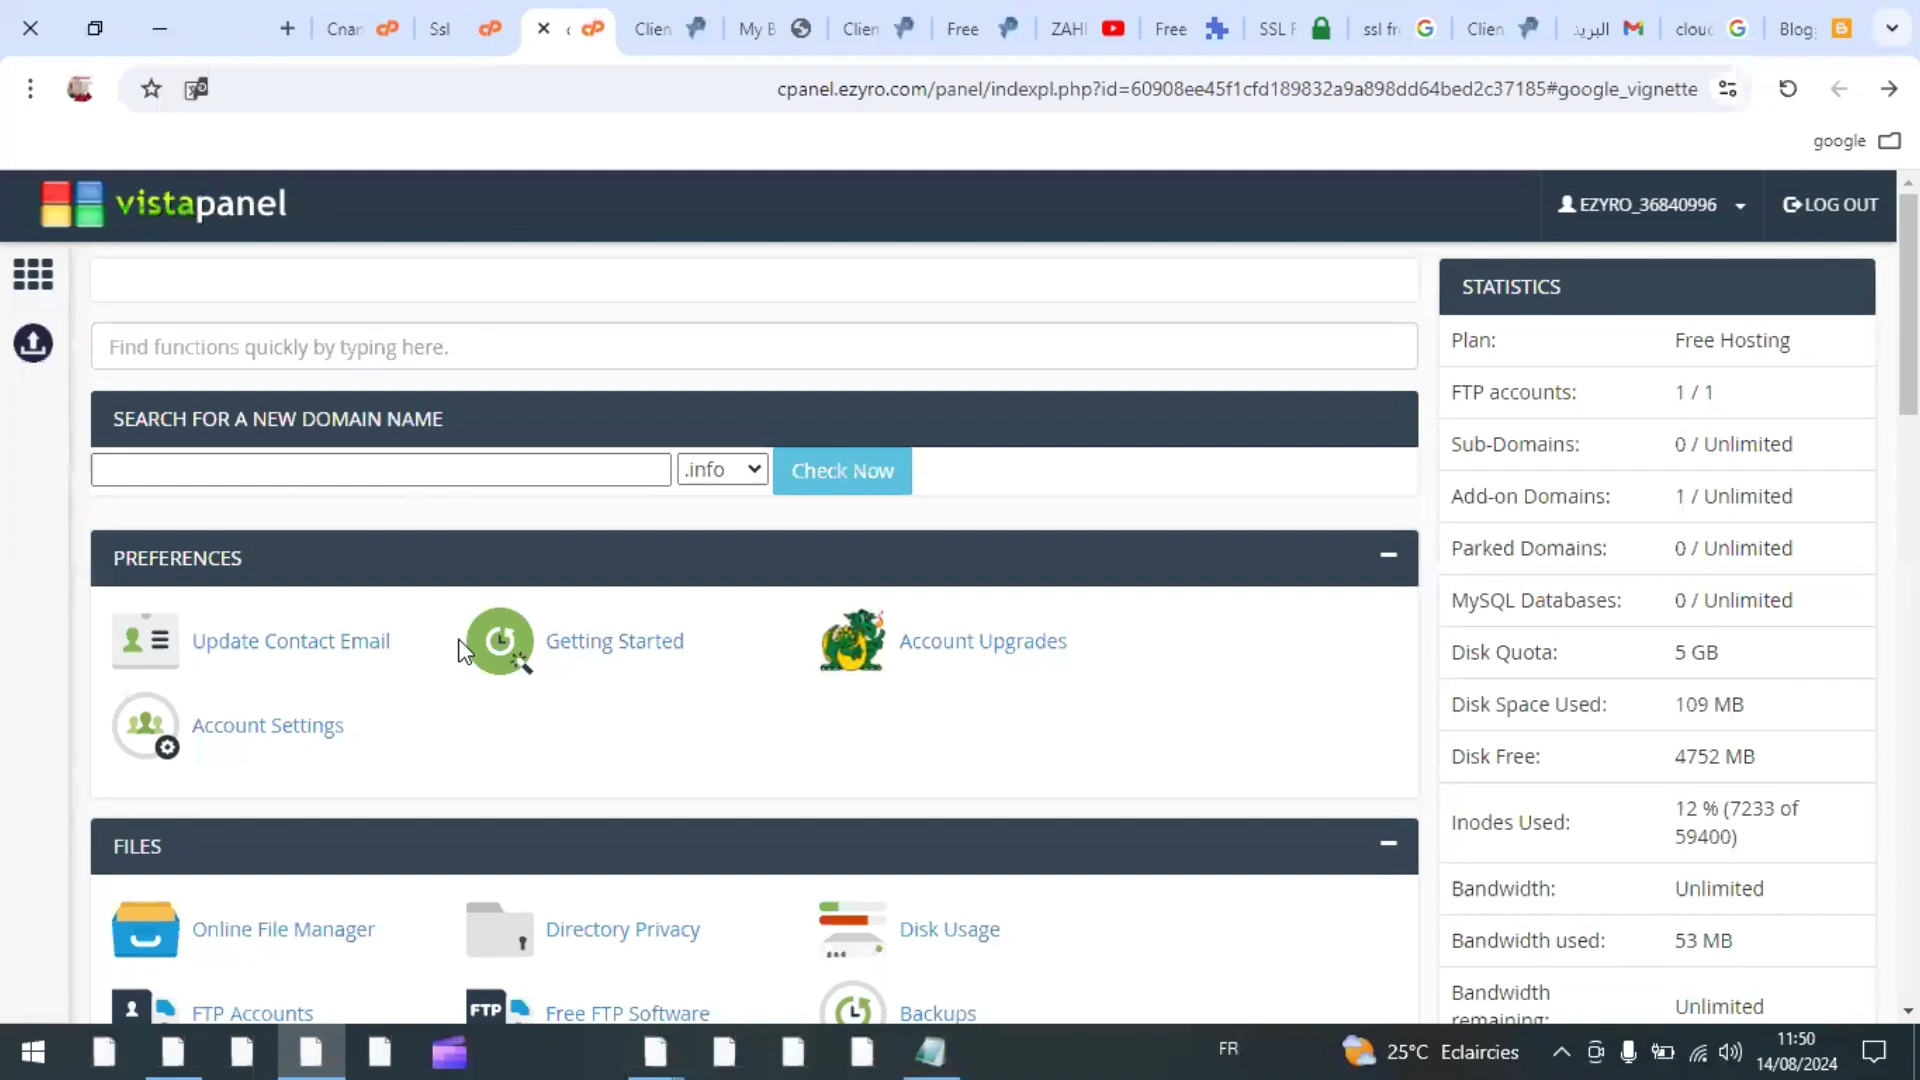 Cnar
Ssl
Clien
My B
Clien
Free
ZAHI
Free
SSL F
ssl fr
Clien
البريد
clou
Blog
cpanel.ezyro.com/panel/indexpl.php?id=60908ee45f1cfd189832a9a898dd64bed2c37185#google_vignette
google
vistapanel
EZYRO_36840996
LOG OUT
Find functions quickly by typing here.
SEARCH FOR A NEW DOMAIN NAME
.info
Check Now
PREFERENCES
Update Contact Email
Getting Started
Account Upgrades
Account Settings
FILES
Online File Manager
Directory Privacy
Disk Usage
FTP Accounts
FTP
Free FTP Software
Backups
STATISTICS
Plan: Free Hosting
FTP accounts: 1 / 1
Sub-Domains: 0 / Unlimited
Add-on Domains: 1 / Unlimited
Parked Domains: 0 / Unlimited
MySQL Databases: 0 / Unlimited
Disk Quota: 5 GB
Disk Space Used: 109 MB
Disk Free: 4752 MB
Inodes Used: 12 % (7233 of
59400)
Bandwidth: Unlimited
Bandwidth used: 53 MB
Bandwidth
remaining: Unlimited
FR
25°C Eclaircies
11:50
14/08/2024